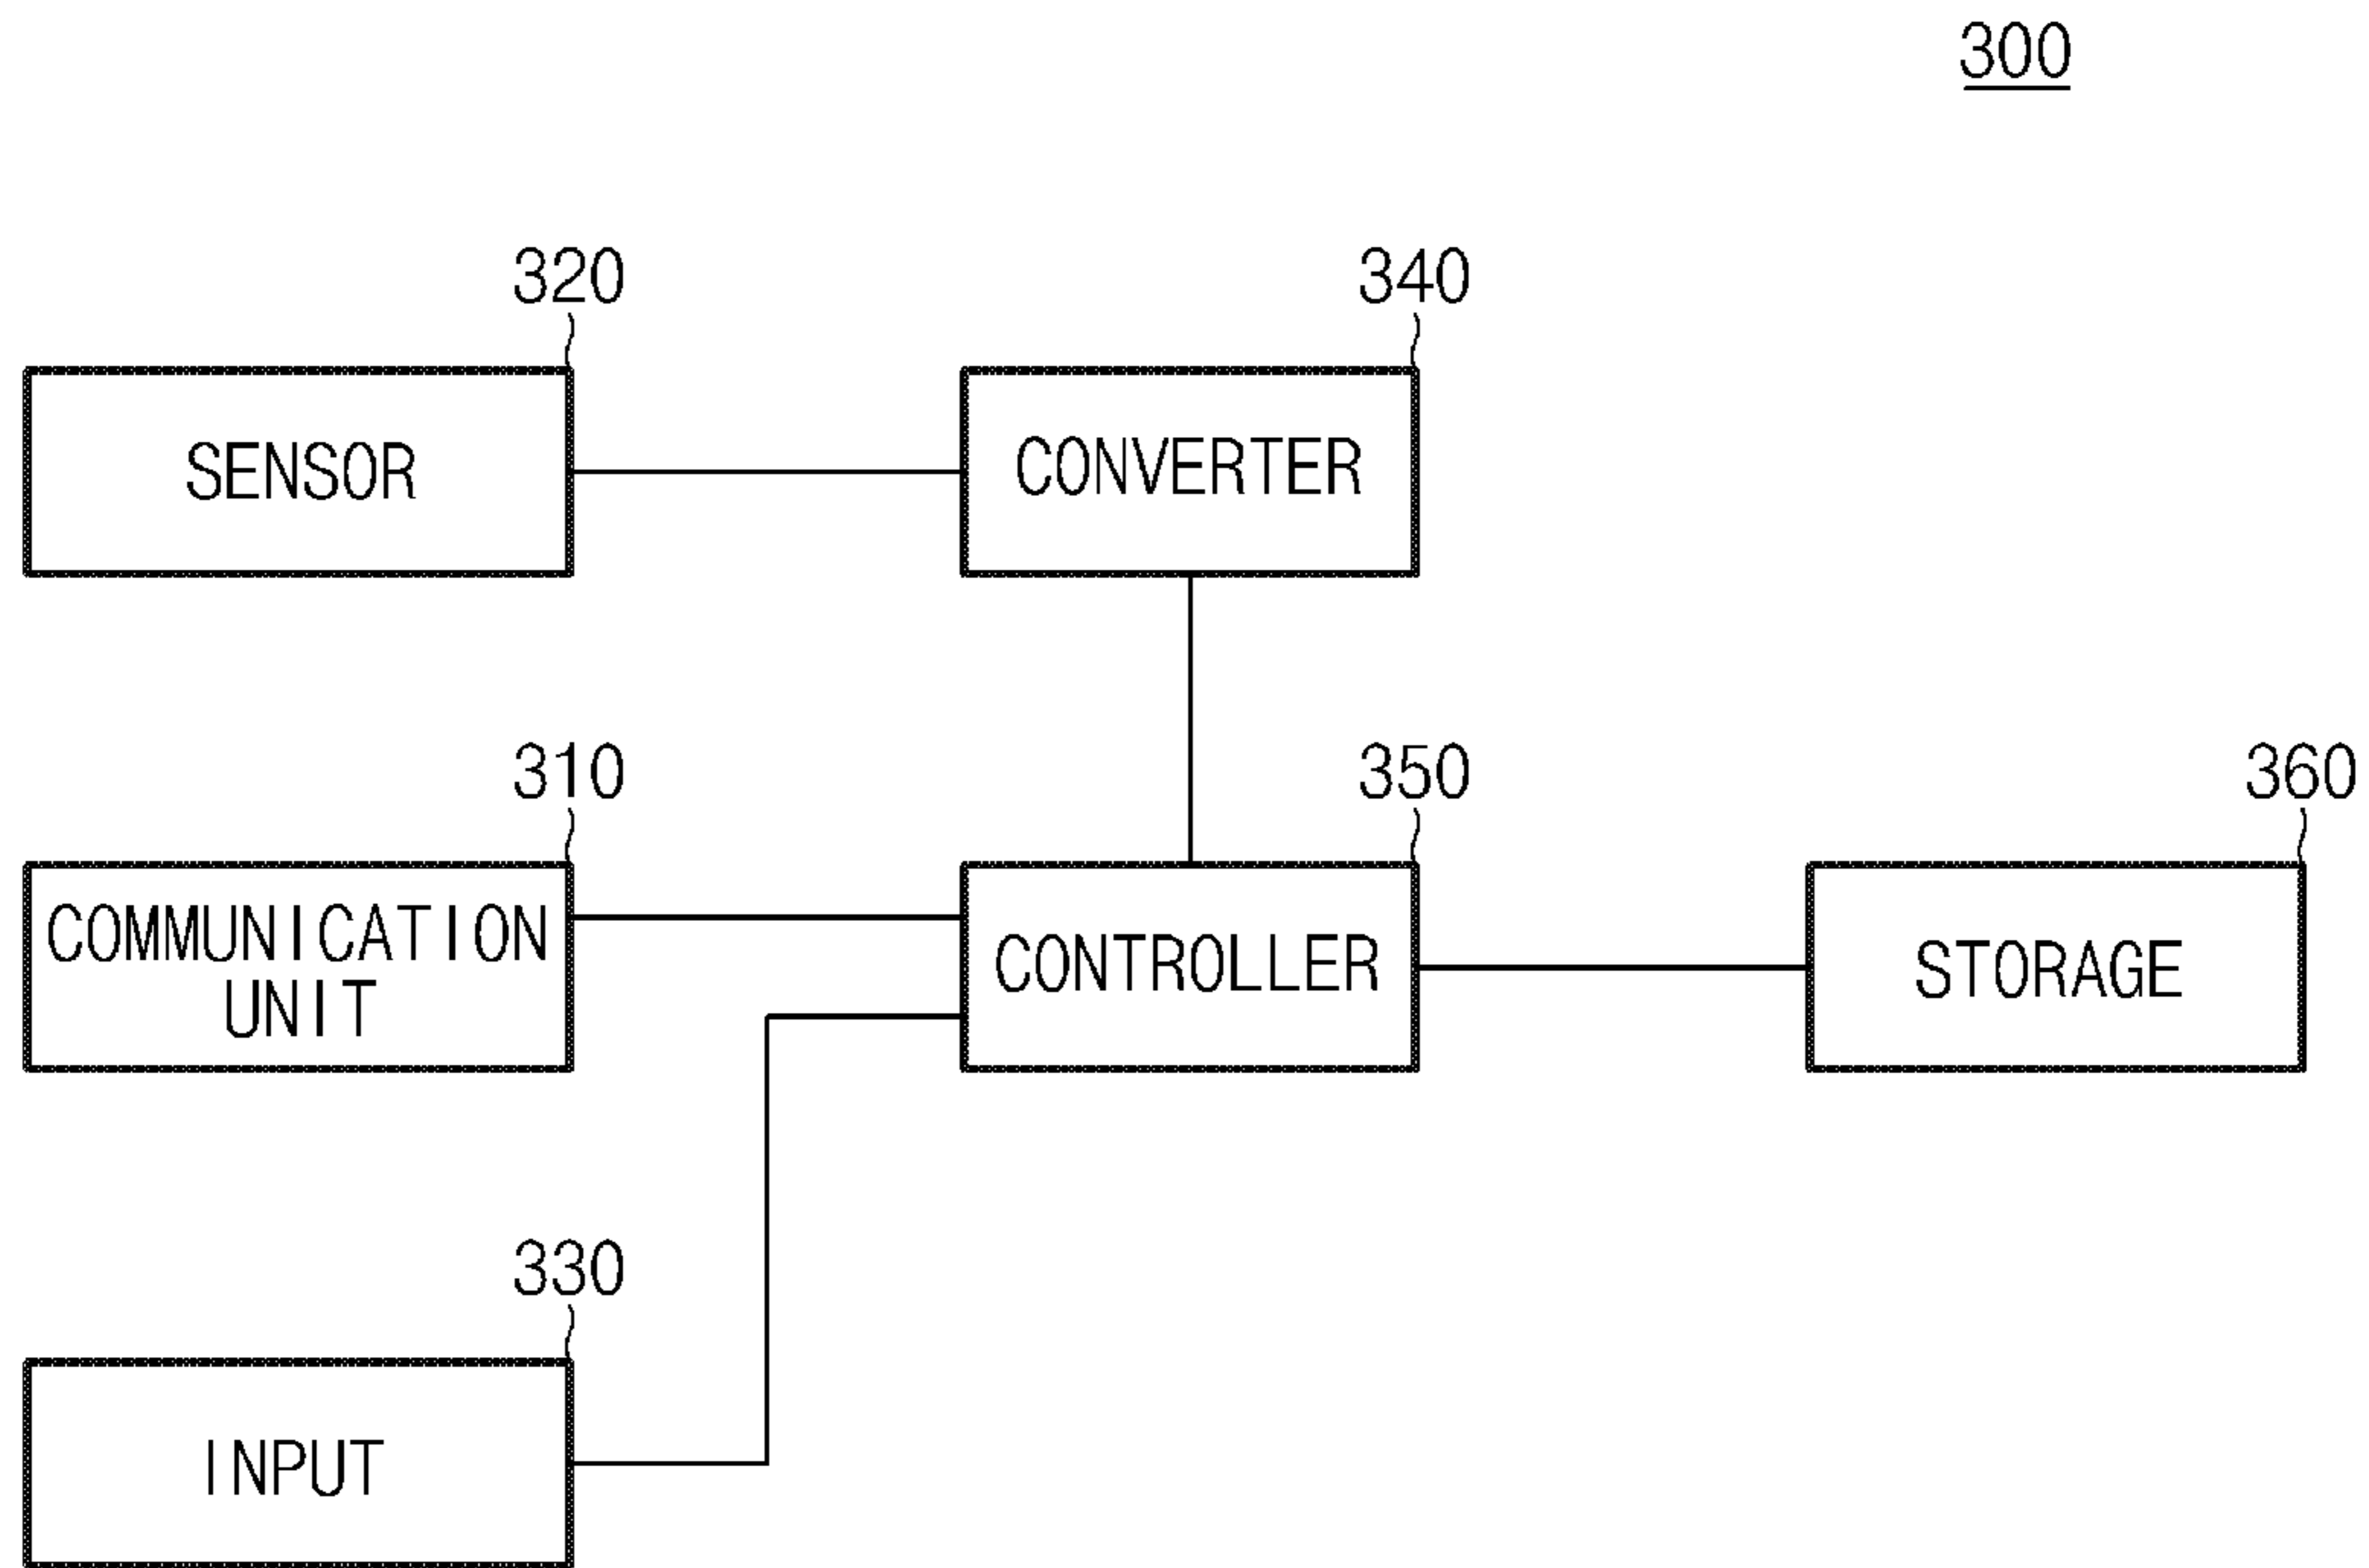 300
320
340
SENSOR
CONVERTER
310
350
360
COMMUNICATION
UNIT
CONTROLLER
STORAGE
330
INPUT